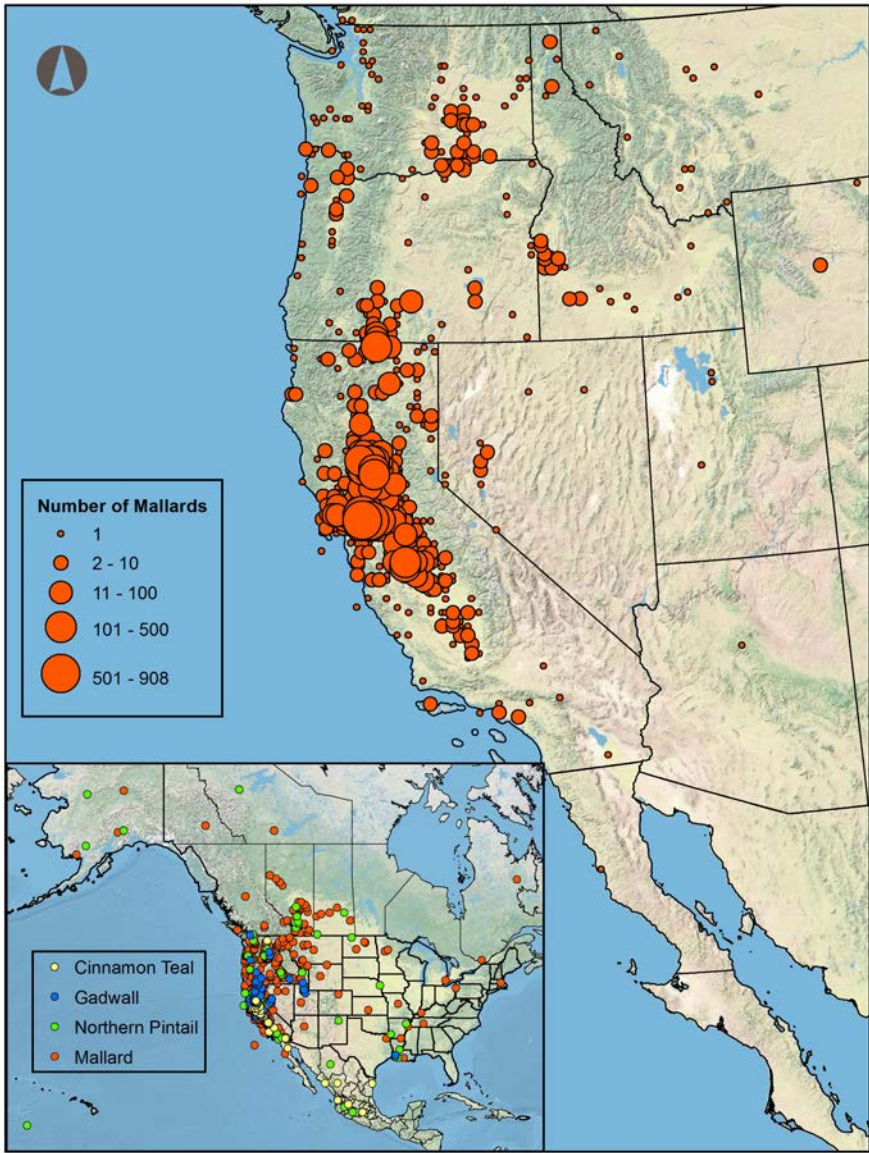 Number of Mallards
1
2 - 10
11 - 100
101 - 500
501 - 908
Cinnamon Teal
Gadwall
Northern Pintail
Mallard